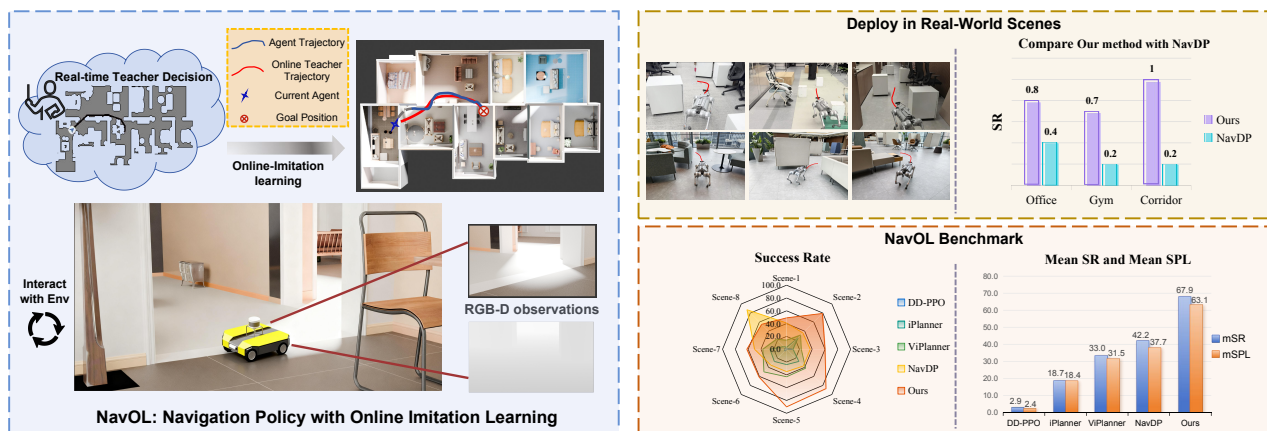 Real-time Teacher Decision
Agent Trajectory
Online Teacher
Trajectory
Current Agent
Goal Position
Online-Imitation
learning
Interact
with Env
RGB-D observations
NavOL: Navigation Policy with Online Imitation Learning
Deploy in Real-World Scenes
Compare Our method with NavDP
SR
0.8
0.4
0.7
0.2
1
0.2
Office
Gym
Corridor
Ours
NavDP
NavOL Benchmark
Success Rate
Scene-1
Scene-2
Scene-3
Scene-4
Scene-5
Scene-6
Scene-7
Scene-8
100.0
80.0
60.0
40.0
20.0
0.0
DD-PPO
iPlanner
ViPlanner
NavDP
Ours
Mean SR and Mean SPL
80.0
70.0
60.0
50.0
40.0
30.0
20.0
10.0
0.0
2.9
2.4
18.7
18.4
33.0
31.5
42.2
37.7
67.9
63.1
DD-PPO
iPlanner
ViPlanner
NavDP
Ours
mSR
mSPL